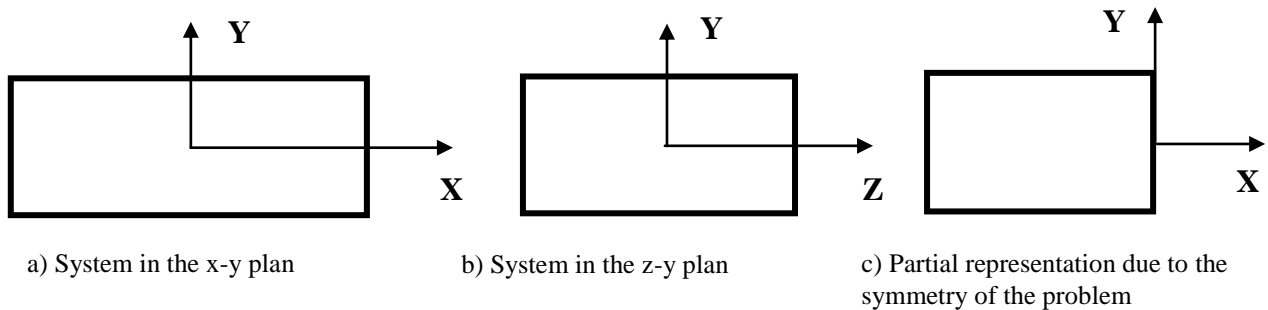 Y
X
a) System in the x-y plan
Y
Z
b) System in the z-y plan
Y
X
c) Partial representation due to the
symmetry of the problem